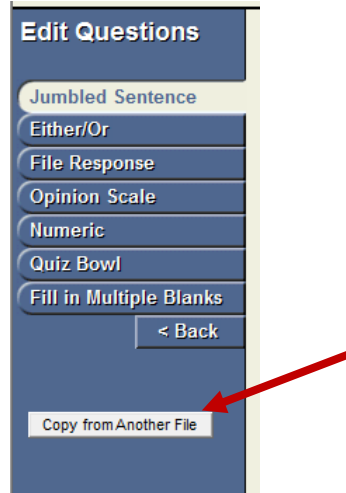 Edit Questions
Jumbled Sentence
Either/Or
File Response
Opinion Scale
Numeric
Quiz Bowl
Fill in Multiple Blanks
< Back
Copy from Another File